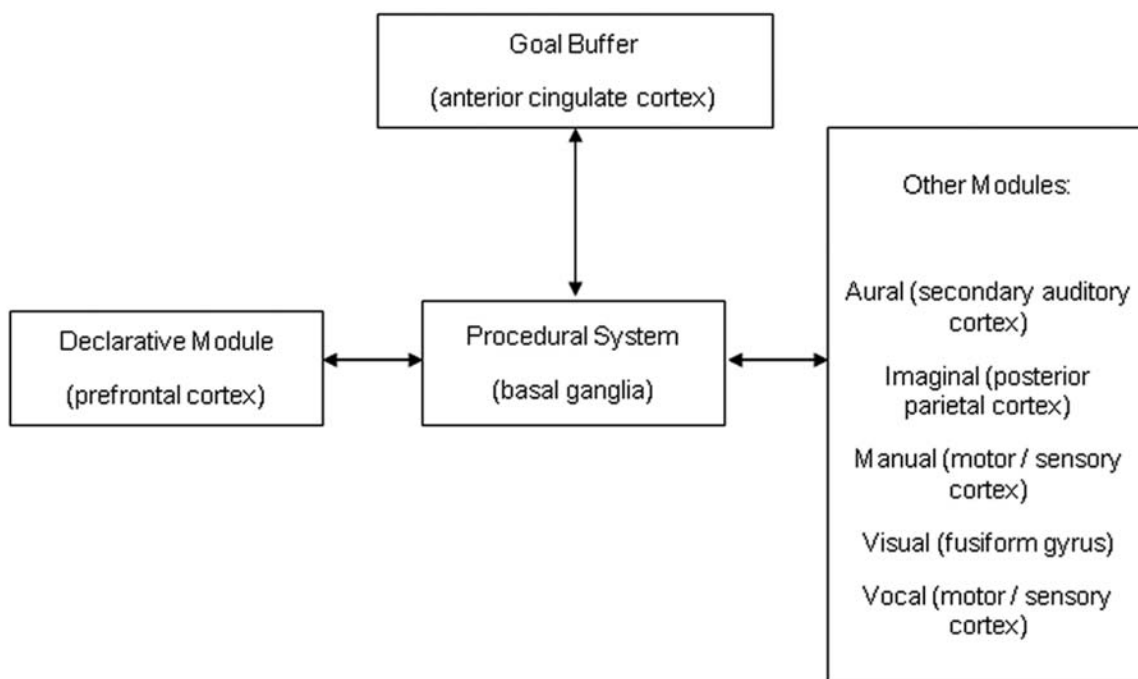 Goal Buffer
(anterior cingulate cortex)
Declarative Module
(prefrontal cortex)
Procedural System
(basal ganglia)
Other Modules:
Aural (secondary auditory
cortex)
Imaginal (posterior
parietal cortex)
Manual (motor / sensory
cortex)
Visual (fusiform gyrus)
Vocal (motor / sensory
cortex)